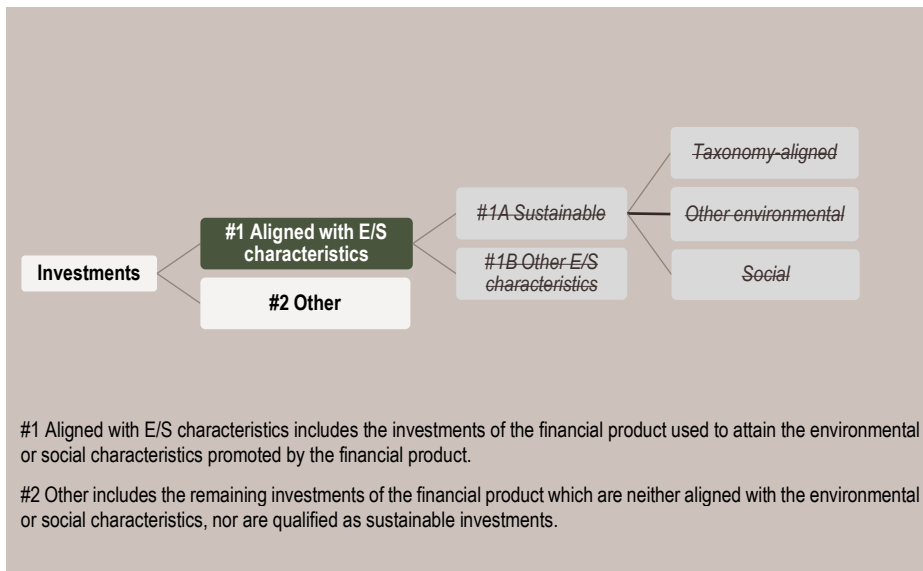 Taxonomy-aligned
#1A Sustainable
Other environmental
#1 Aligned with E/S
characteristics
#1B Other E/S
characteristics
Social
Investments
#2 Other
#1 Aligned with E/S characteristics includes the investments of the financial product used to attain the environmental
or social characteristics promoted by the financial product.
#2 Other includes the remaining investments of the financial product which are neither aligned with the environmental
or social characteristics, nor are qualified as sustainable investments.